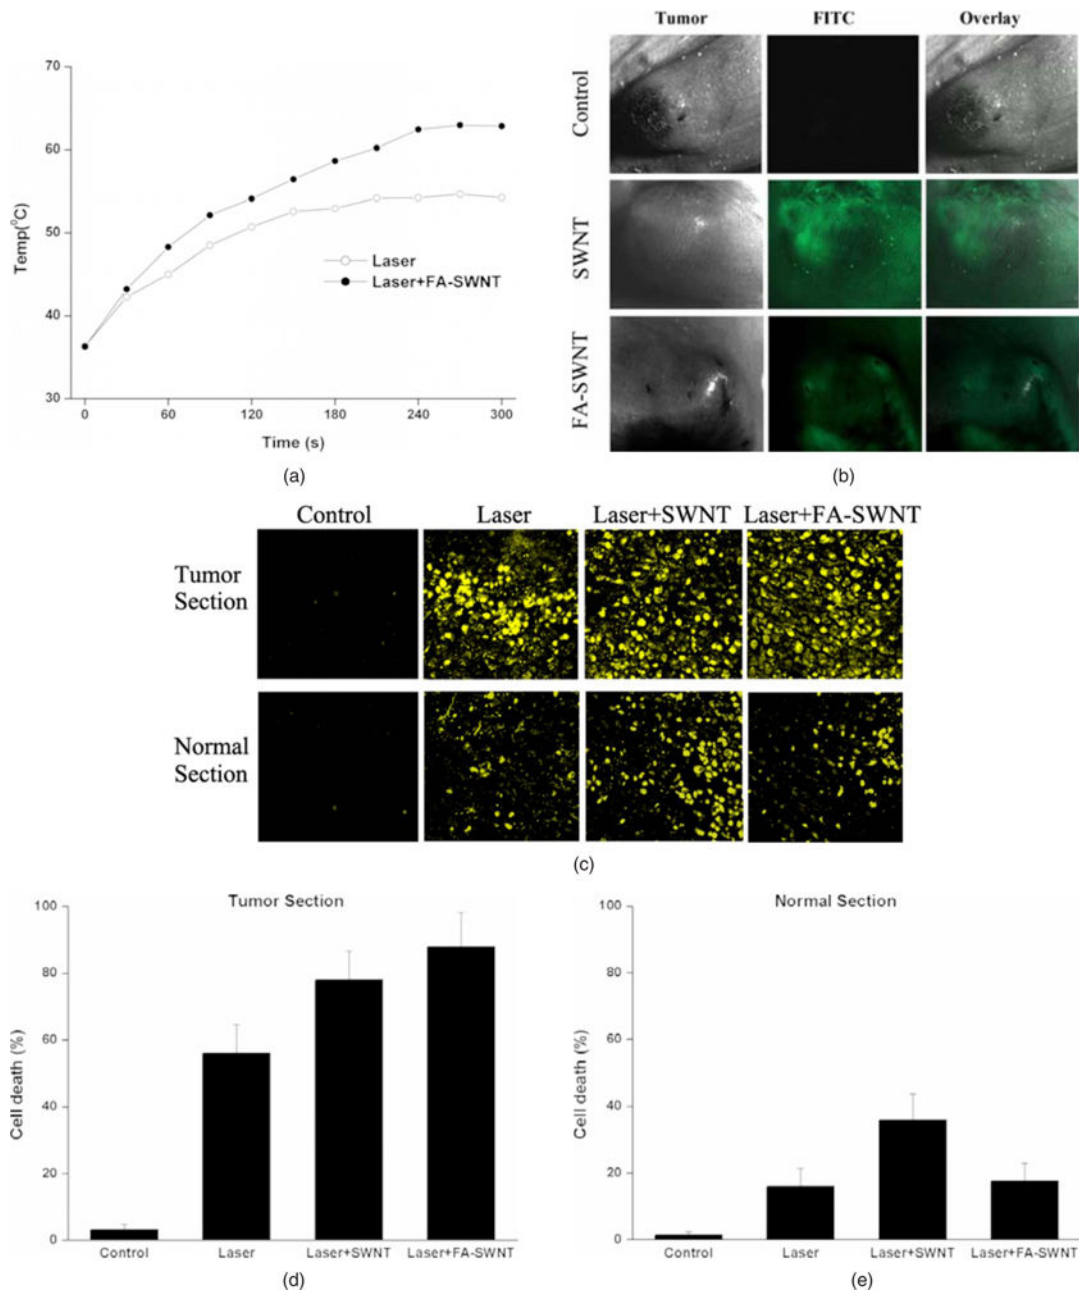 70
60
50
40
30
Temp(⁰C)
0
60
120
180
240
300
Time (s)
Laser
Laser+FA-SWNT
(a)
Tumor
FITC
Overlay
Control
SWNT
FA-SWNT
(b)
Control
Laser
Laser+SWNT
Laser+FA-SWNT
Tumor
Section
Normal
Section
(c)
Tumor Section
100
80
60
40
20
0
Cell death (%)
Control
Laser
Laser+SWNT
Laser+FA-SWNT
(d)
Normal Section
100
80
60
40
20
0
Cell death (%)
Control
Laser
Laser+SWNT
Laser+FA-SWNT
(e)